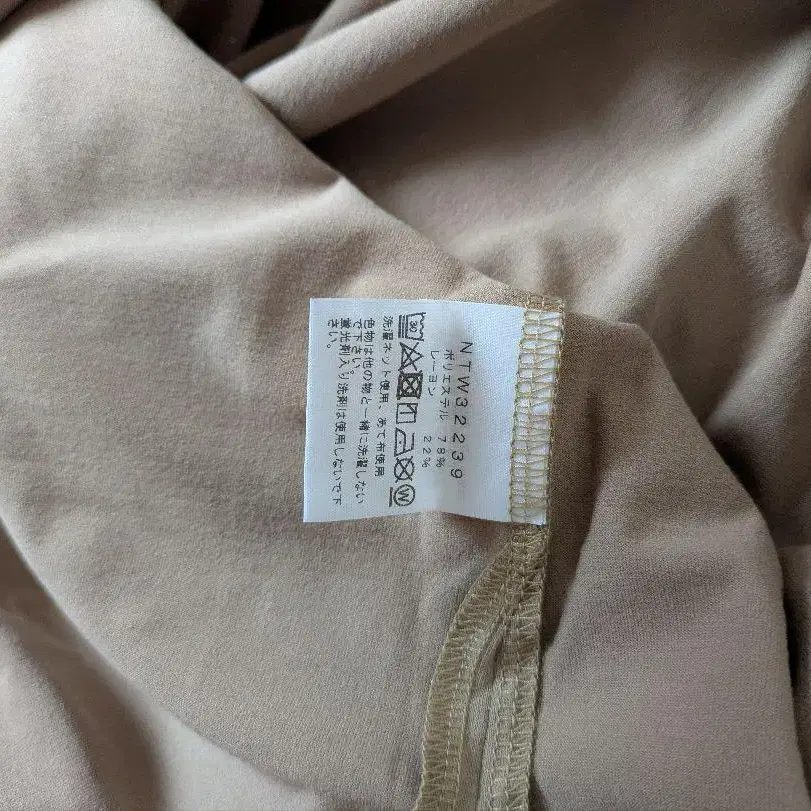 NTW32239
ポリエステル 78%
レーヨン 22%
30
W
洗濯ネット使用、あて布使用
色物は他の物と一緒に洗濯しない
で下さい。
蛍光剤入り洗剤は使用しないで下
さい。